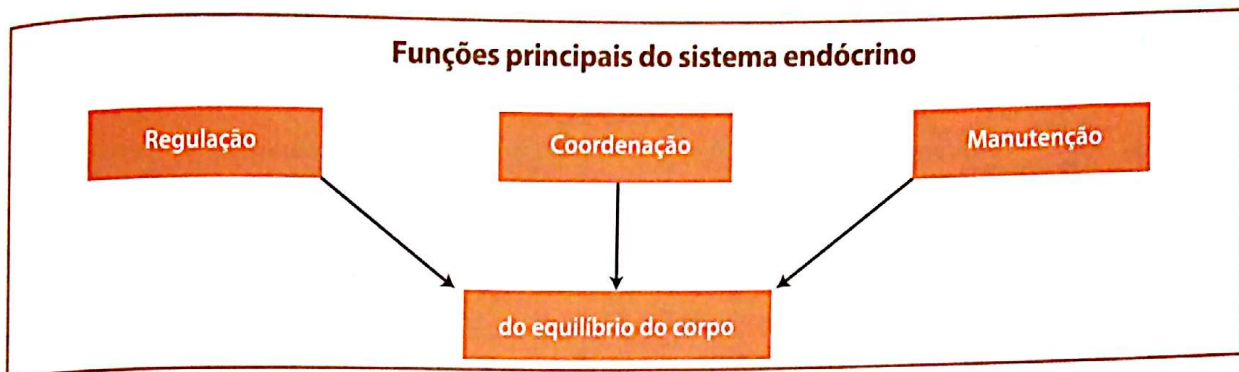 Funções principais do sistema endócrino
Regulação
Coordenação
Manutenção
do equilíbrio do corpo